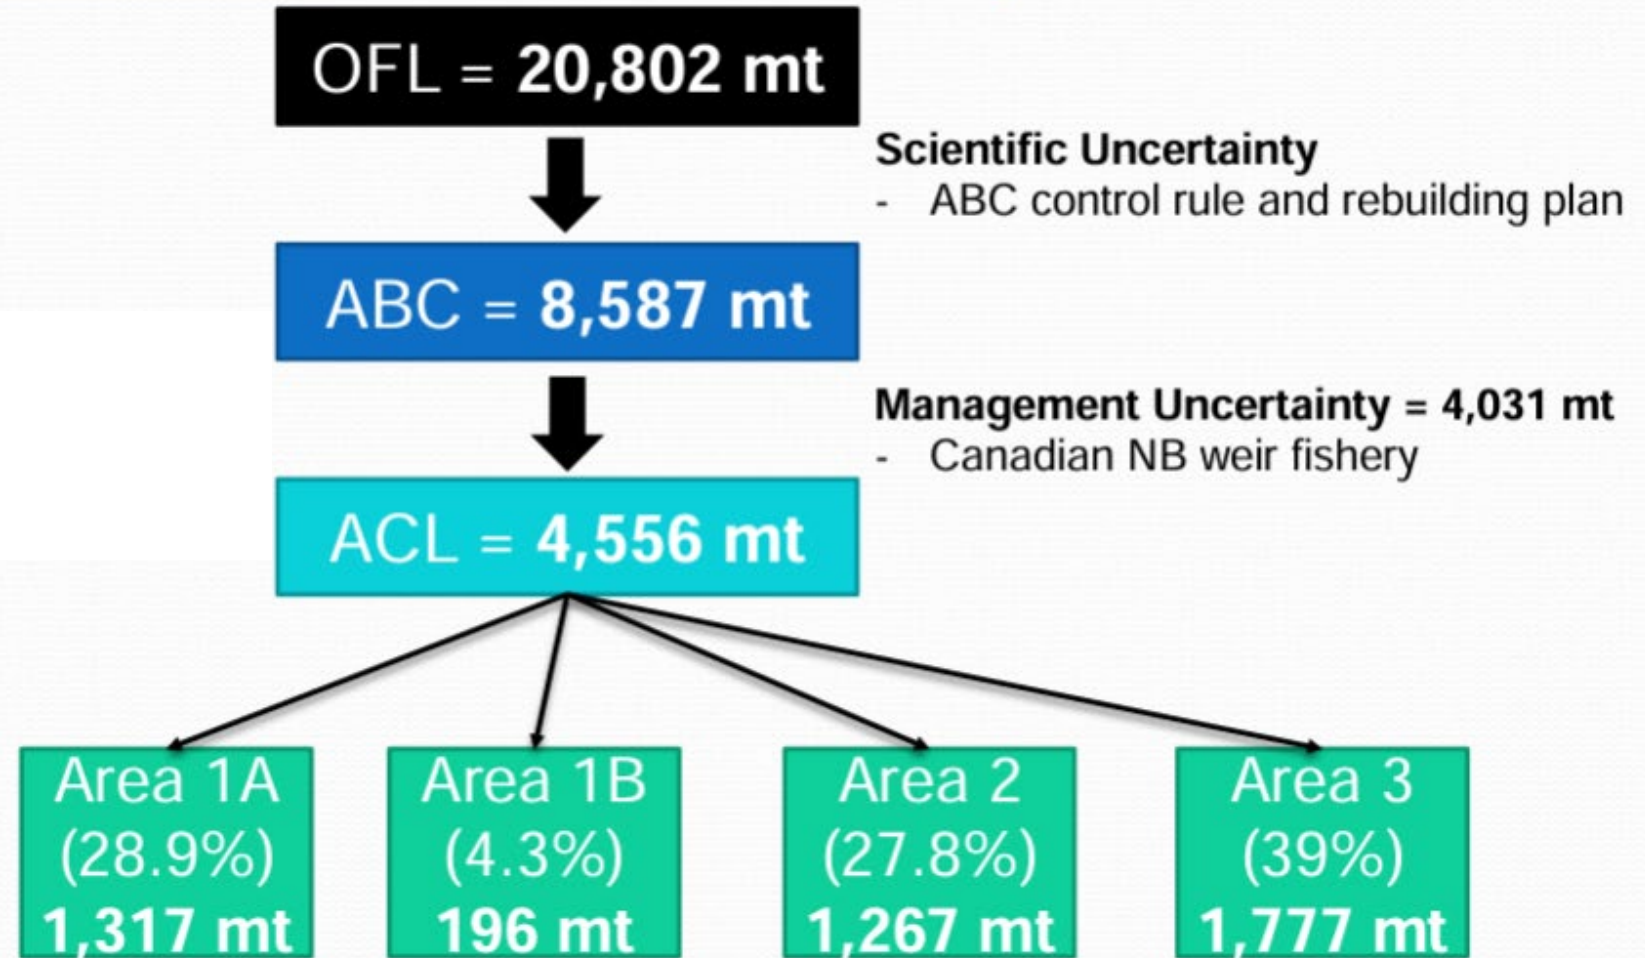 OFL = 20,802 mt
Scientific Uncertainty
- ABC control rule and rebuilding plan
ABC = 8,587 mt
Management Uncertainty = 4,031 mt
- Canadian NB weir fishery
ACL = 4,556 mt
Area 1A
(28.9%)
1,317 mt
Area 1B
(4.3%)
196 mt
Area 2
(27.8%)
1,267 mt
Area 3
(39%)
1,777 mt